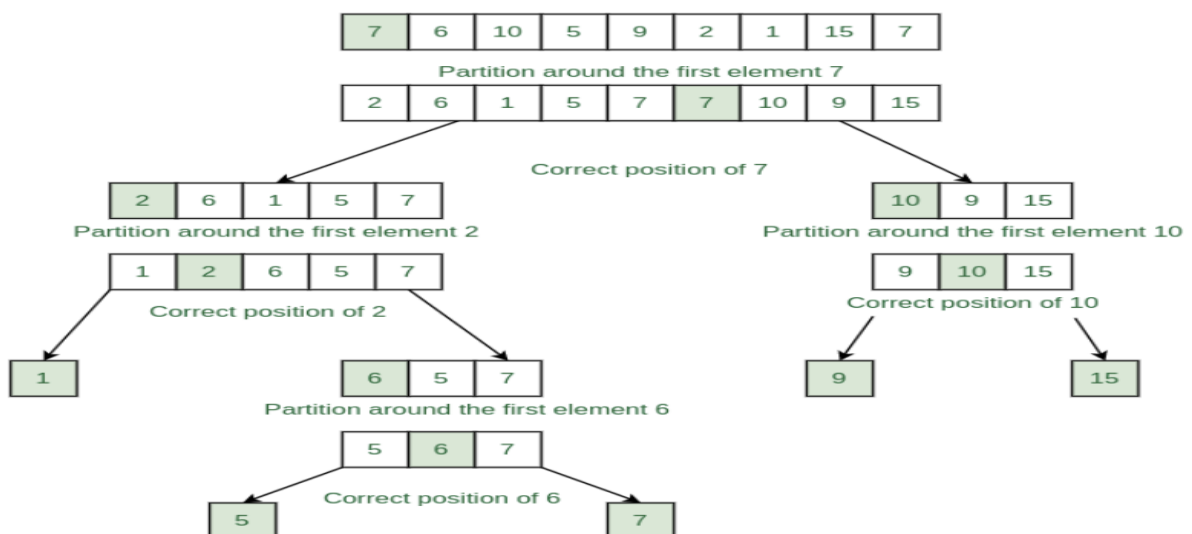 7 6 10 5 9 2 1 15 7
Partition around the first element 7
2 6 1 5 7 7 10 9 15
Correct position of 7
2 6 1 5 7
10 9 15
Partition around the first element 2
Partition around the first element 10
1 2 6 5 7
9 10 15
Correct position of 2
Correct position of 10
1
6 5 7
9
15
Partition around the first element 6
5 6 7
Correct position of 6
5
7